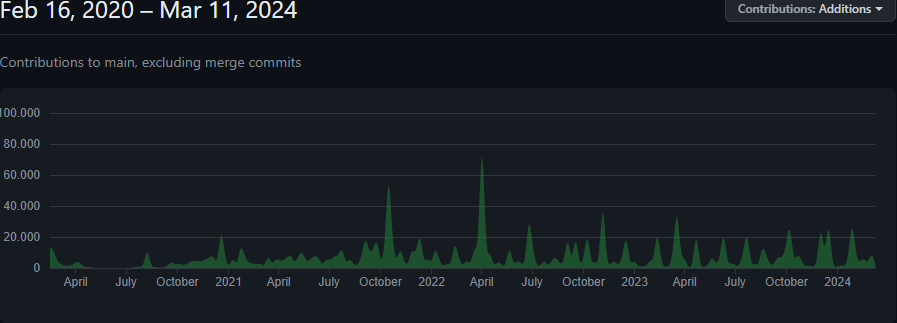 Feb 16, 2020 – Mar 11, 2024
Contributions: Additions
Contributions to main, excluding merge commits
100.000
80.000
60.000
40.000
20.000
0
April July October 2021 April July October 2022 April July October 2023 April July October 2024